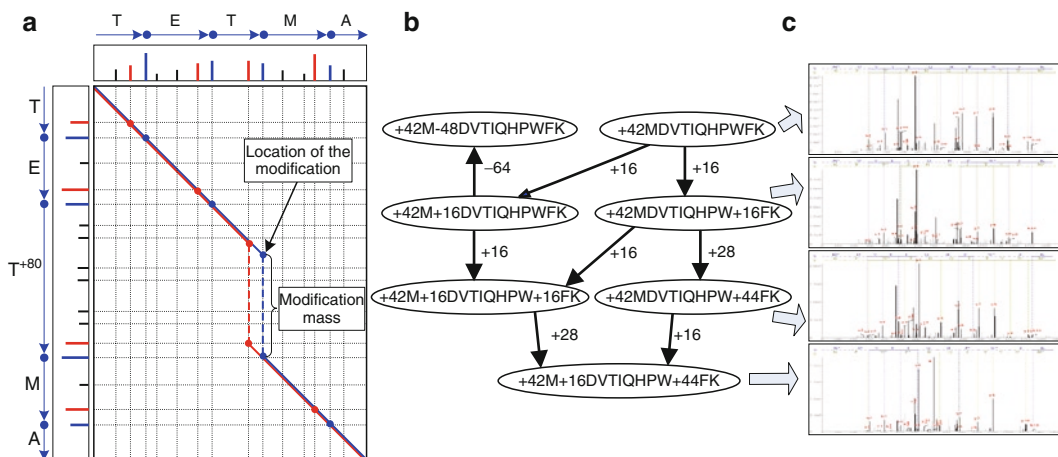 a
T E T M A
T
E
T+80
M
A
Location of the
modification
Modification
mass
b
+42M-48DVTIQHPWFK
+42MDVTIQHPWFK
−64
+16
+16
+42M+16DVTIQHPWFK
+42MDVTIQHPW+16FK
+16
+16
+28
+42M+16DVTIQHPW+16FK
+42MDVTIQHPW+44FK
+28
+16
+42M+16DVTIQHPW+44FK
c